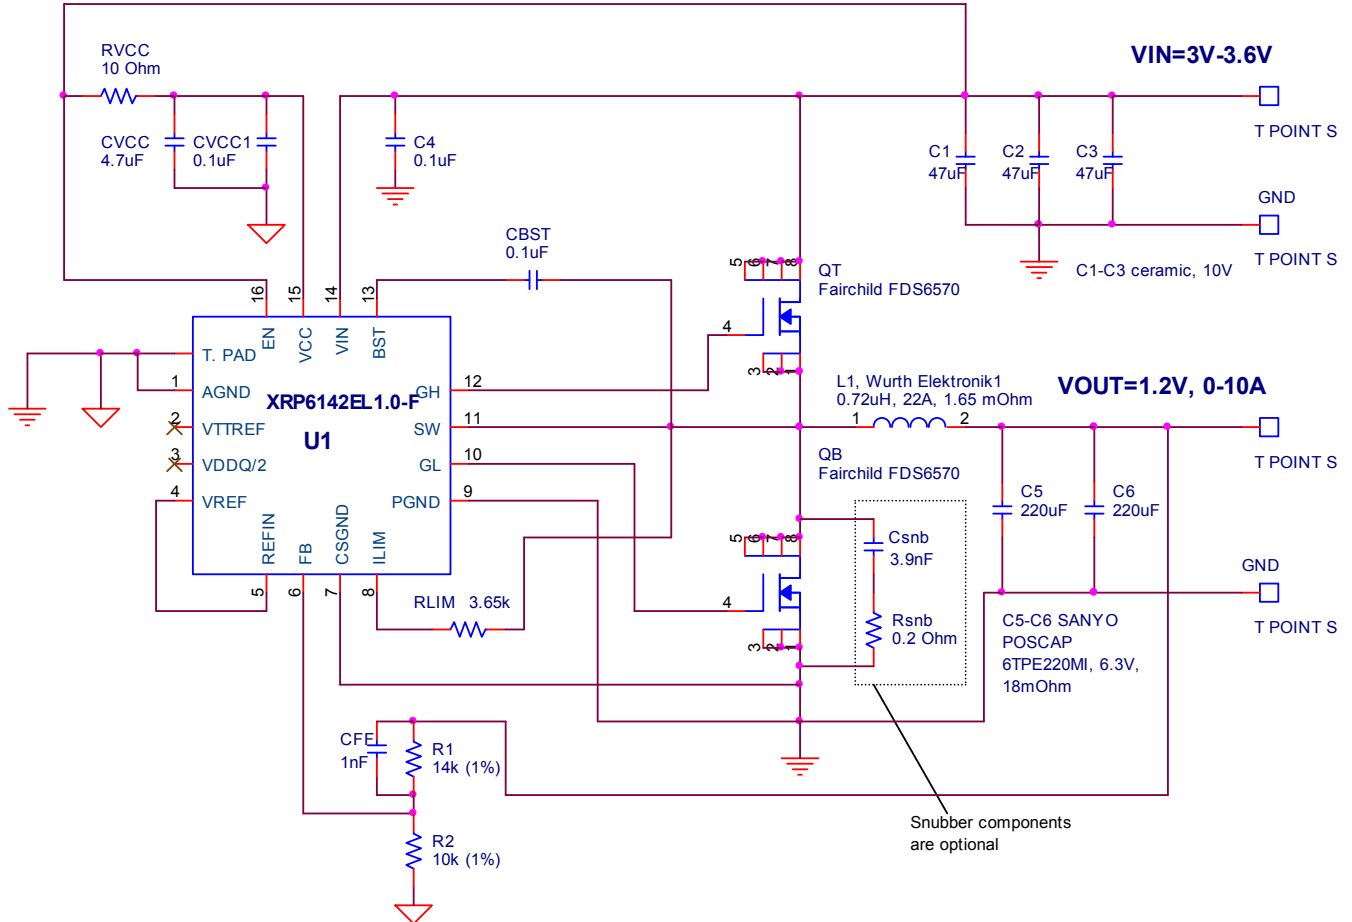 RVCC
10 Ohm
VIN=3V-3.6V
T POINT S
CVCC
4.7uF
CVCC1
0.1uF
C4
0.1uF
C1
47uF
C2
47uF
C3
47uF
GND
T POINT S
C1-C3 ceramic, 10V
CBST
0.1uF
5
6
7
8
QT
Fairchild FDS6570
4
3
2
1
16
15
14
13
EN
VCC
VIN
BST
T. PAD
1
AGND
XRP6142EL1.0-F
U1
GH
12
2
VTTREF
SW
11
3
VDDQ/2
GL
10
4
VREF
PGND
9
REFIN
FB
CSGND
ILIM
5
6
7
8
L1, Wurth Elektronik1
0.72uH, 22A, 1.65 mOhm
1
2
VOUT=1.2V, 0-10A
T POINT S
QB
Fairchild FDS6570
5
6
7
8
4
3
2
1
Csnb
3.9nF
Rsnb
0.2 Ohm
C5
220uF
C6
220uF
GND
T POINT S
C5-C6 SANYO
POSCAP
6TPE220MI, 6.3V,
18mOhm
RLIM 3.65k
CFF
1nF
R1
14k (1%)
R2
10k (1%)
Snubber components
are optional